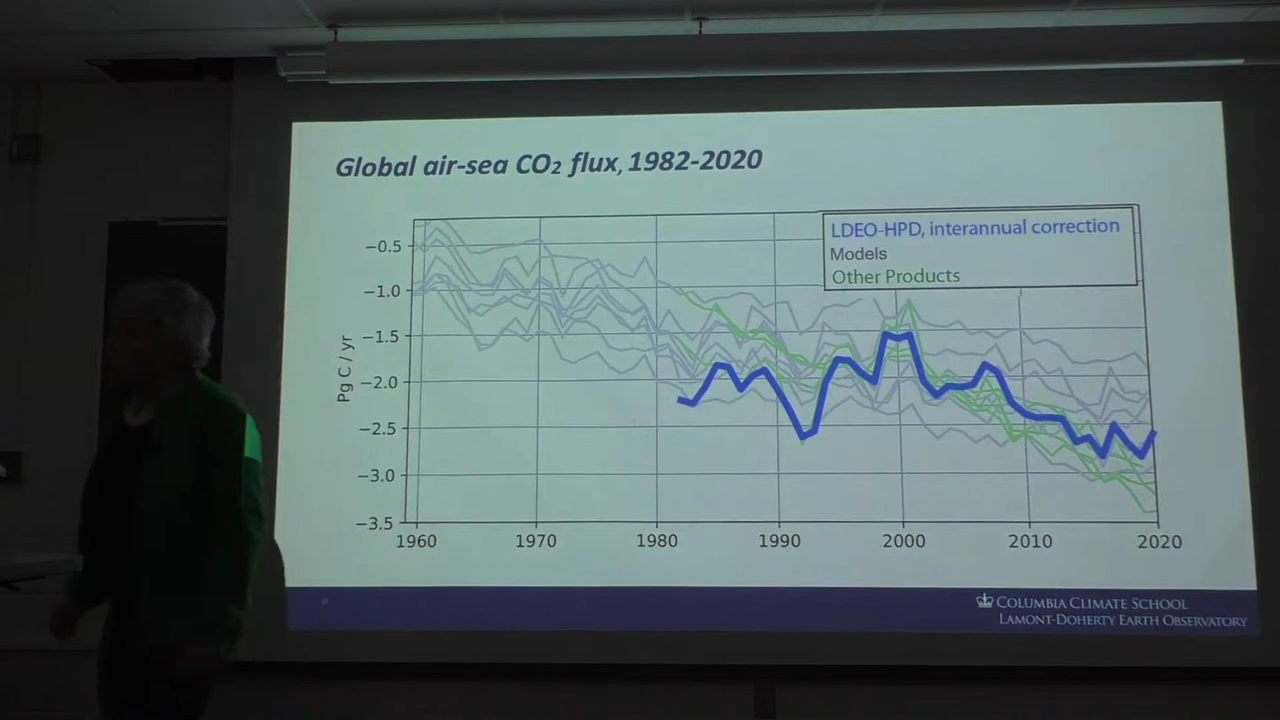 Global air-sea CO₂ flux, 1982-2020
LDEO-HPD, interannual correction
Models
Other Products
Pg C / yr
−0.5
−1.0
−1.5
−2.0
−2.5
−3.0
−3.5
1960 1970 1980 1990 2000 2010 2020
COLUMBIA CLIMATE SCHOOL
LAMONT-DOHERTY EARTH OBSERVATORY